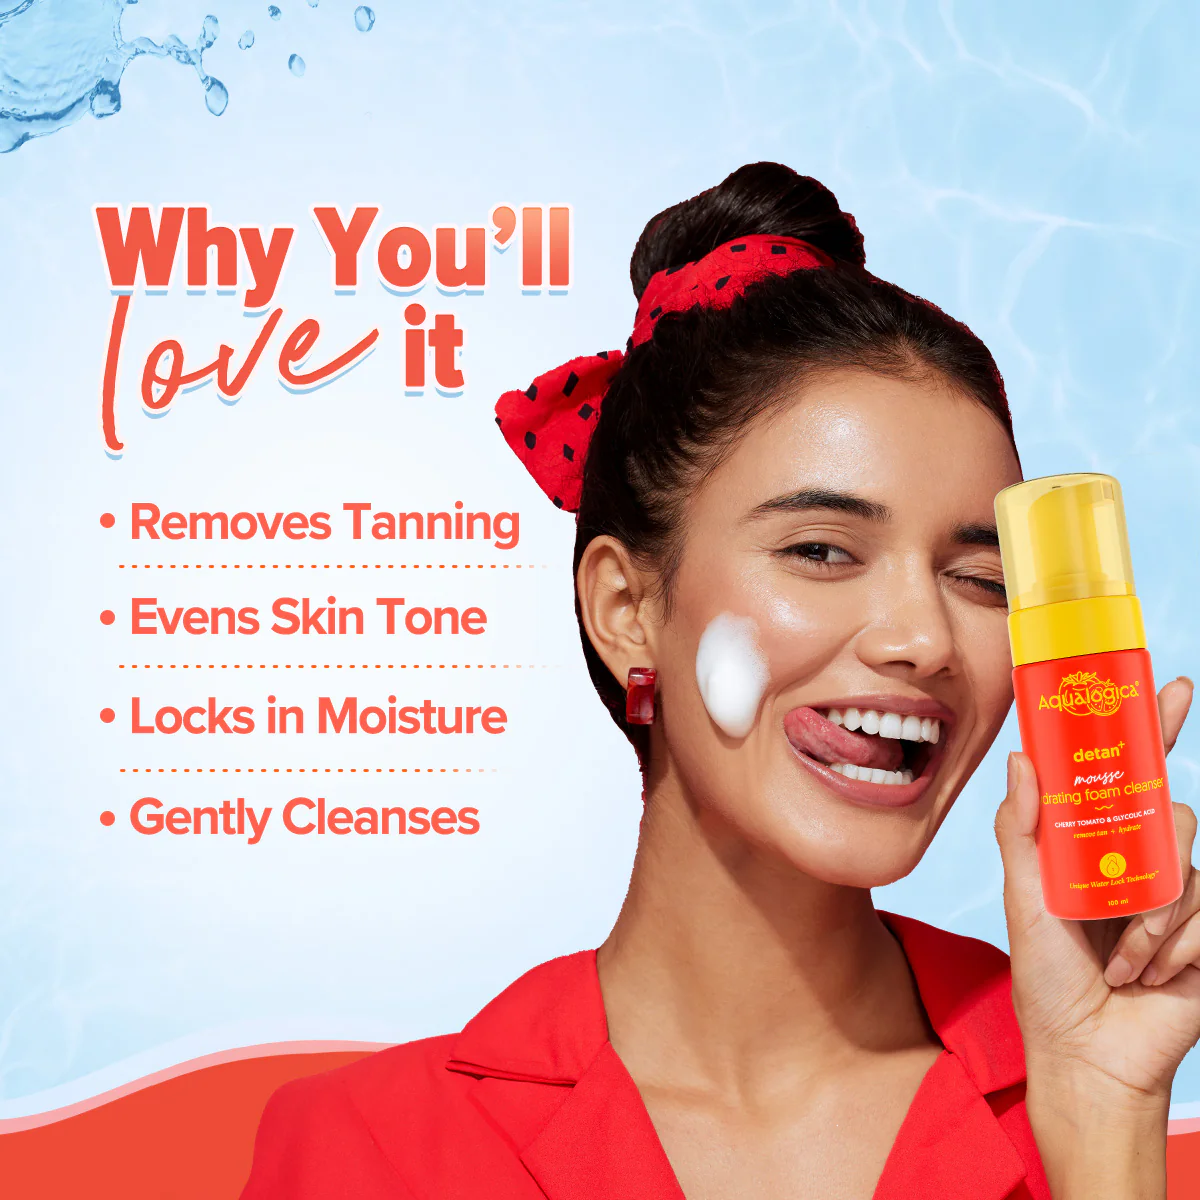 Why You'll
love it
• Removes Tanning
• Evens Skin Tone
• Locks in Moisture
• Gently Cleanses
Aqualogica®
detan+
mousse
drating foam cleanser
CHERRY TOMATO & GLYCOLIC ACID
remove tan + hydrate
Unique Water Lock Technology™
100 ml